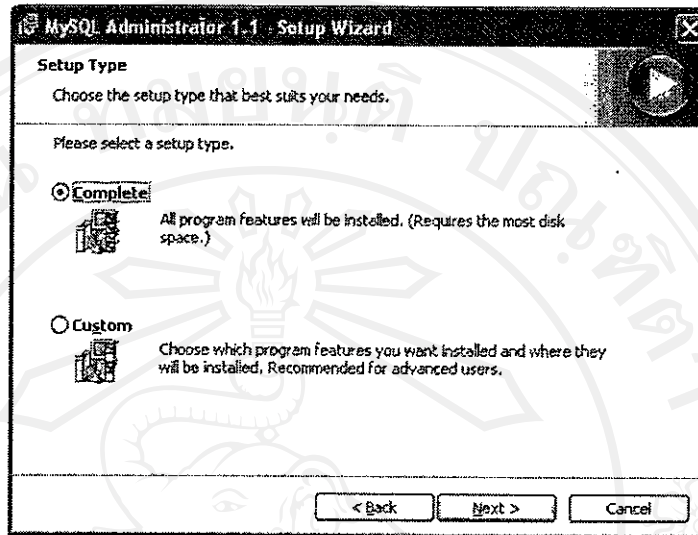 MySQL Administrator 1.1 - Setup Wizard
Setup Type
Choose the setup type that best suits your needs.
Please select a setup type.
Complete
All program features will be installed. (Requires the most disk
space.)
Custom
Choose which program features you want installed and where they
will be installed. Recommended for advanced users.
< Back
Next >
Cancel